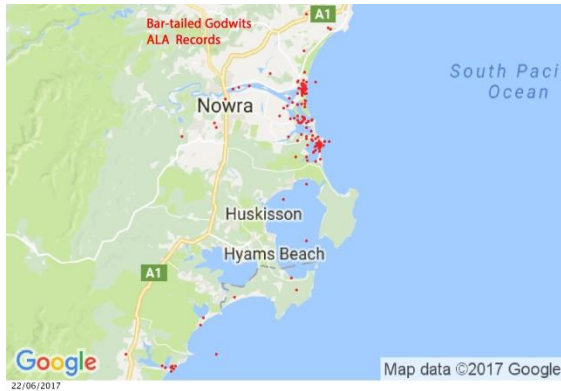 Bar-tailed Godwits
ALA Records
A1
South Paci
Ocean
Nowra
Huskisson
Hyams Beach
A1
Google
Map data ©2017 Google
22/06/2017